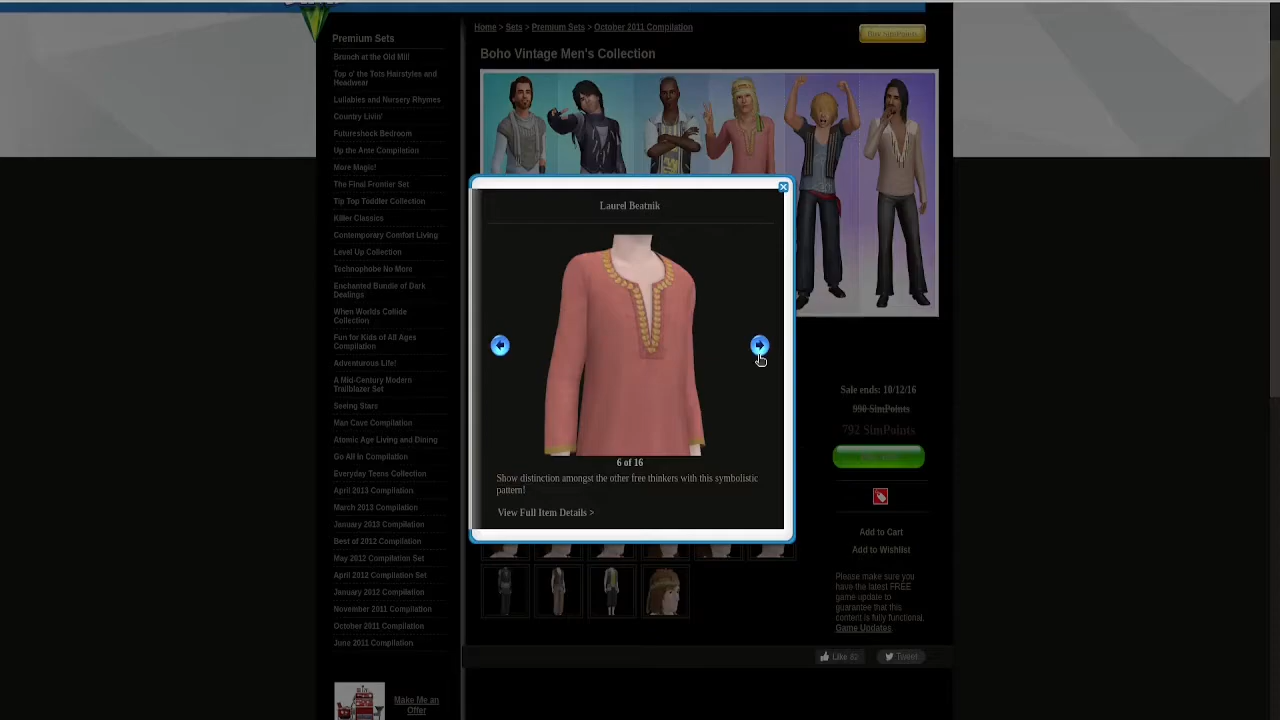 Home > Sets > Premium Sets > October 2011 Compilation
Buy SimPoints
Premium Sets
Brunch at the Old Mill
Top o' the Tots Hairstyles and
Headwear
Lullabies and Nursery Rhymes
Country Livin'
Futureshock Bedroom
Up the Ante Compilation
More Magic!
The Final Frontier Set
Tip Top Toddler Collection
Killer Classics
Contemporary Comfort Living
Level Up Collection
Technophobe No More
Enchanted Bundle of Dark
Dealings
When Worlds Collide
Collection
Fun for Kids of All Ages
Compilation
Adventurous Life!
A Mid-Century Modern
Trailblazer Set
Seeing Stars
Man Cave Compilation
Atomic Age Living and Dining
Go All In Compilation
Everyday Teens Collection
April 2013 Compilation
March 2013 Compilation
January 2013 Compilation
Best of 2012 Compilation
May 2012 Compilation Set
April 2012 Compilation Set
January 2012 Compilation
November 2011 Compilation
October 2011 Compilation
June 2011 Compilation
Make Me an
Offer
Boho Vintage Men's Collection
Laurel Beatnik
6 of 16
Show distinction amongst the other free thinkers with this symbolistic
pattern!
View Full Item Details >
Sale ends: 10/12/16
990 SimPoints
792 SimPoints
Add to Cart
Add to Wishlist
Please make sure you
have the latest FREE
game update to
guarantee that this
content is fully functional.
Game Updates
Like 82
Tweet